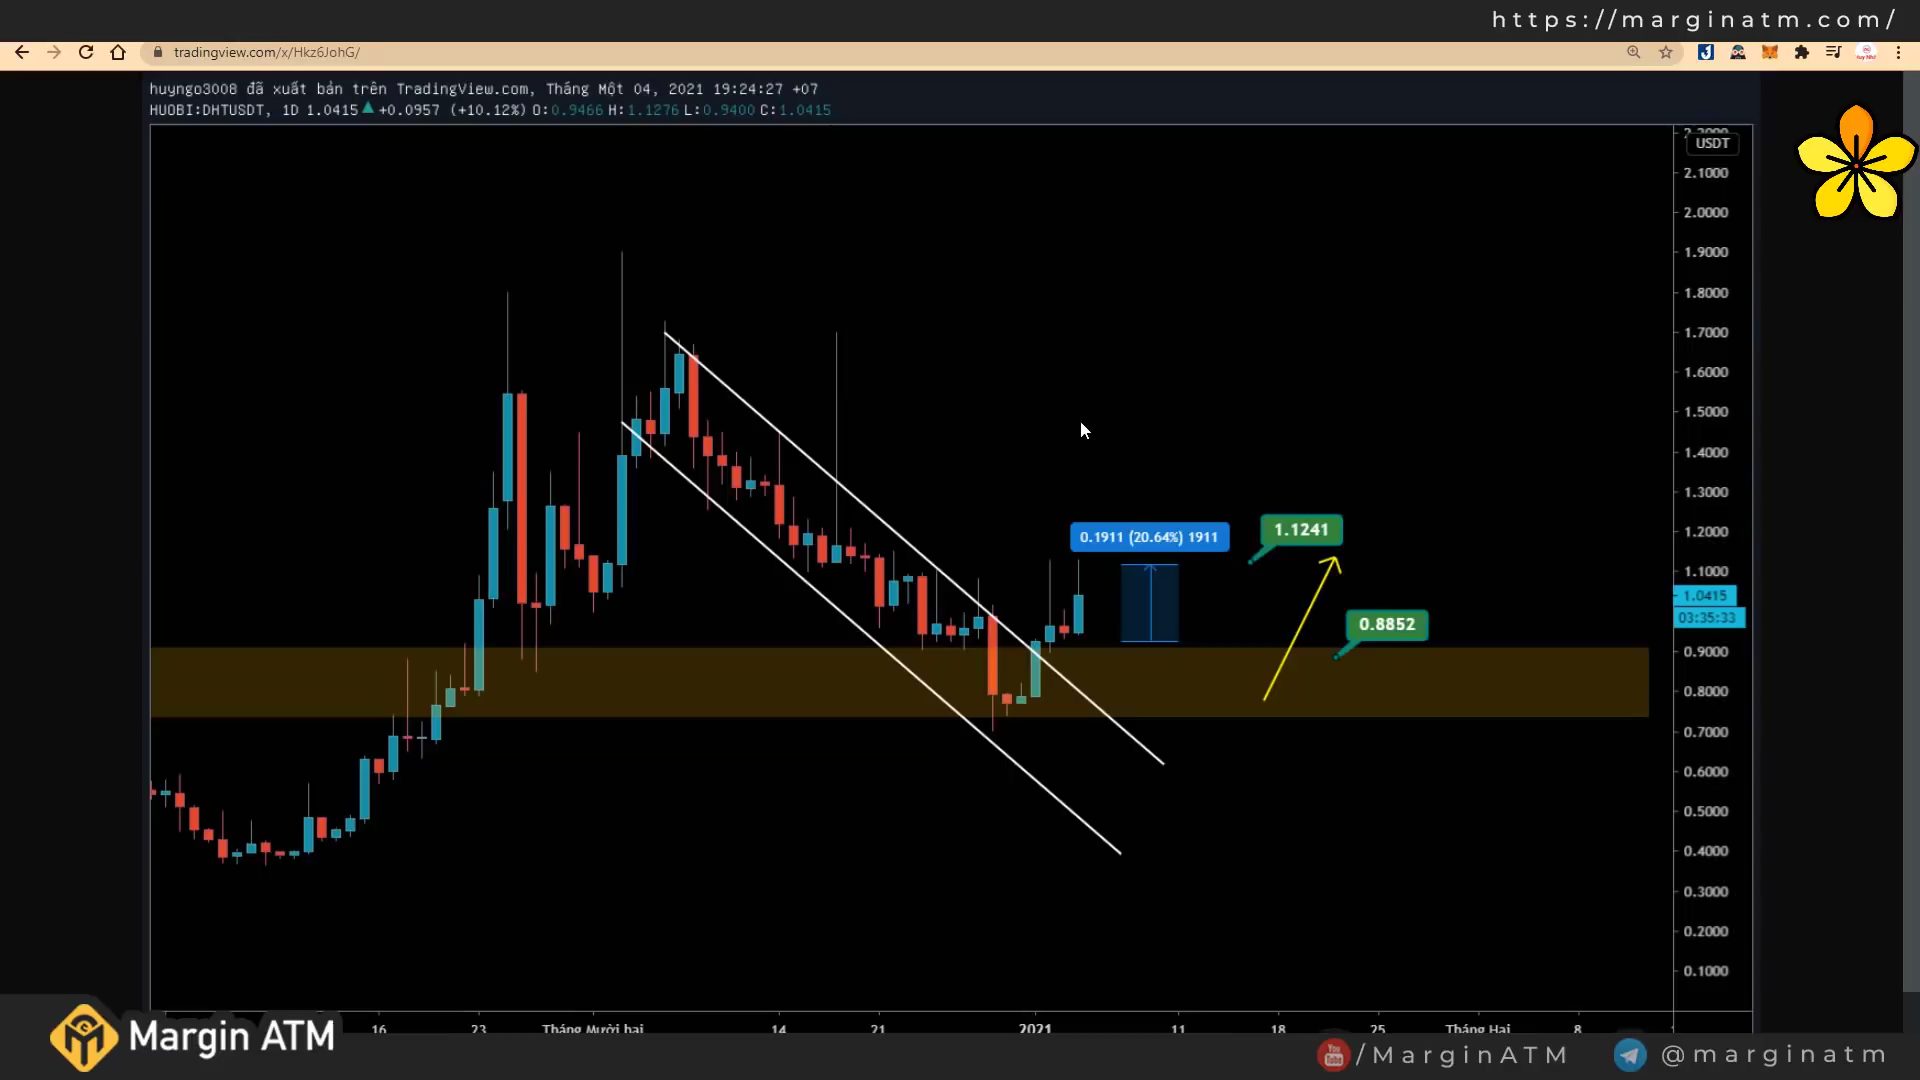 https://marginatm.com/
tradingview.com/x/Hkz6JohG/
huyngo3008 đã xuất bản trên TradingView.com, Tháng Một 04, 2021 19:24:27 +07
HUOBI:DHTUSDT, 1D 1.0415 ▲ +0.0957 (+10.12%) O:0.9466 H:1.1276 L:0.9400 C:1.0415
USDT
2.1000
2.0000
1.9000
1.8000
1.7000
1.6000
1.5000
1.4000
1.3000
1.2000
1.1000
1.0415
03:35:33
0.9000
0.8000
0.7000
0.6000
0.5000
0.4000
0.3000
0.2000
0.1000
0.1911 (20.64%) 1911
1.1241
0.8852
16 23 Tháng Mười hai 14 21 2021 11 18 25 Tháng Hai 8
Margin ATM
/MarginATM
@marginatm